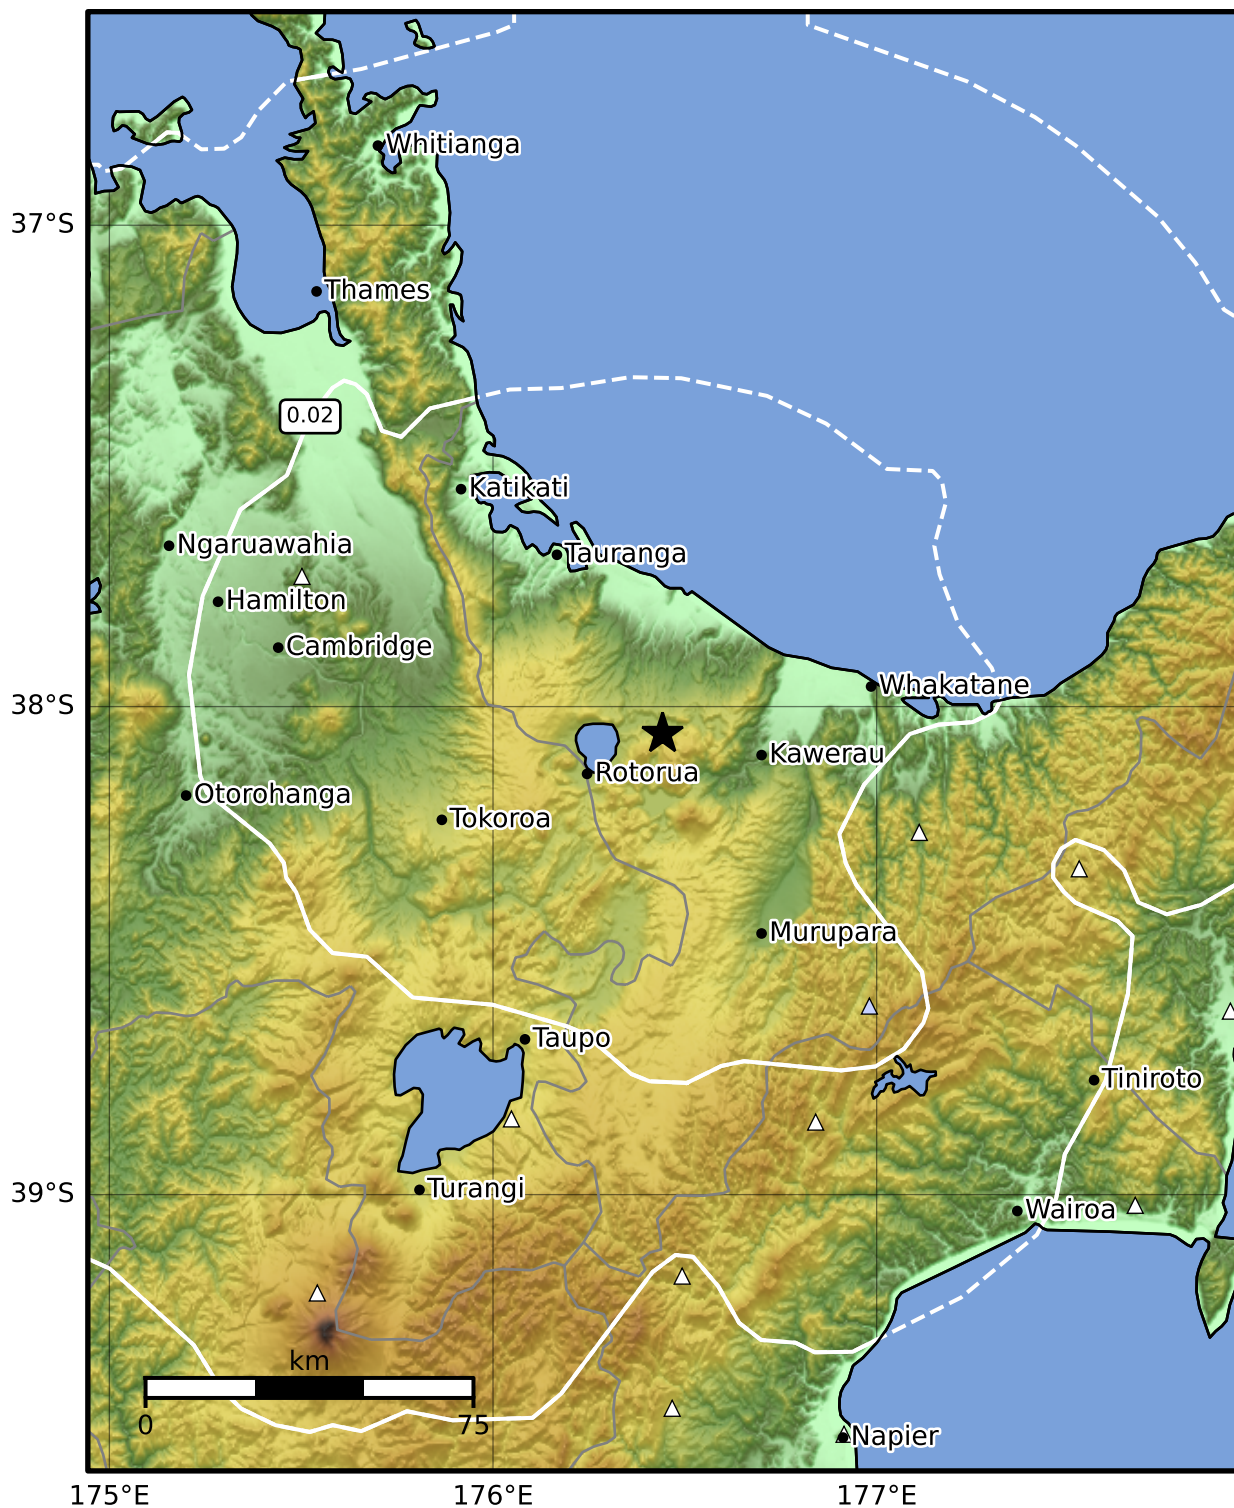 Whitianga
37°S
Thames
0.02
Katikati
Ngaruawahia
Tauranga
Hamilton
Cambridge
Whakatane
38°S
Kawerau
Rotorua
Otorohanga
Tokoroa
Murupara
Taupo
Tiniroto
Turangi
39°S
Wairoa
km
0
75
Napier
175°E
176°E
177°E